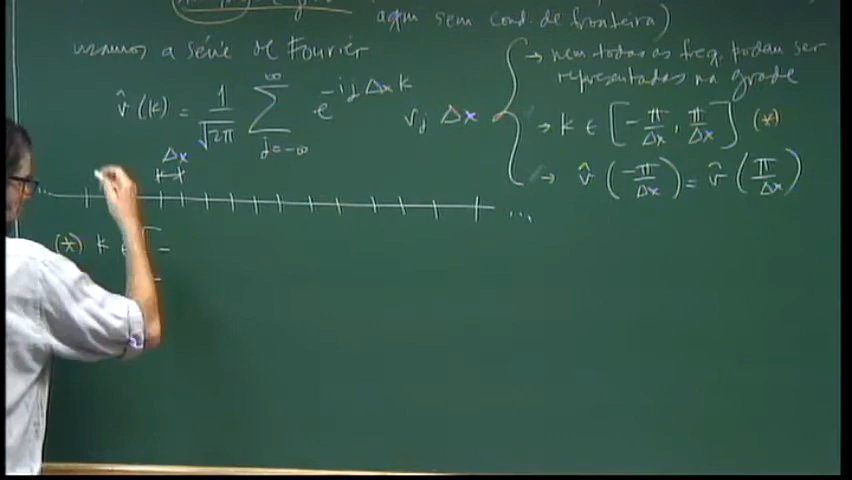 aqui sem cond. de fronteira)
usamos a série de Fourier
→ nem todas as freq. podem ser
representadas na grade
v̂(k) = 1/√2π ∑_{j=-∞}^{∞} e^{-ijΔxk} v_j Δx
→ k ∈ [-π/Δx, π/Δx] (*)
→ v̂(-π/Δx) = v̂(π/Δx)
Δx
... ...
(*) k ∈ [-